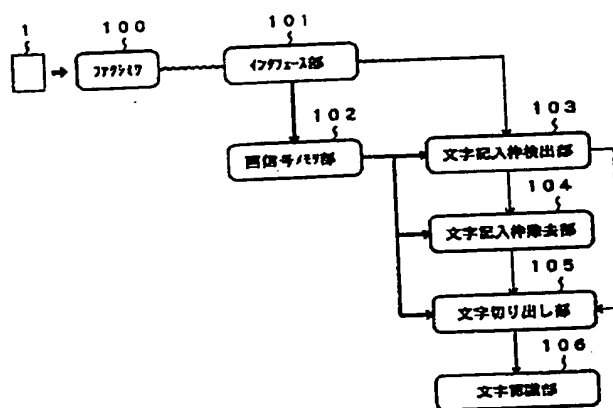 1
100
101
ファクシミリ
インタフェース部
102
画信号メモリ部
103
文字記入枠検出部
104
文字記入枠除去部
105
文字切り出し部
106
文字認識部